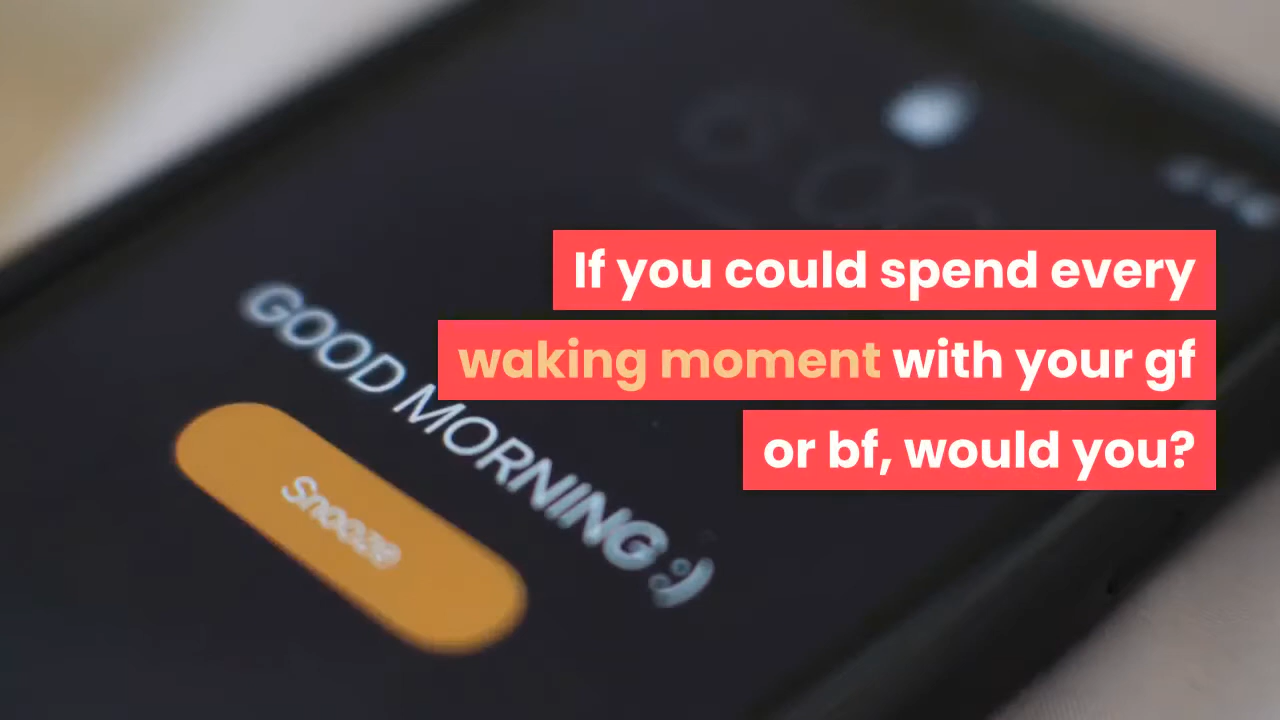 If you could spend every
waking moment with your gf
or bf, would you?
GOOD MORNING :)
Snooze